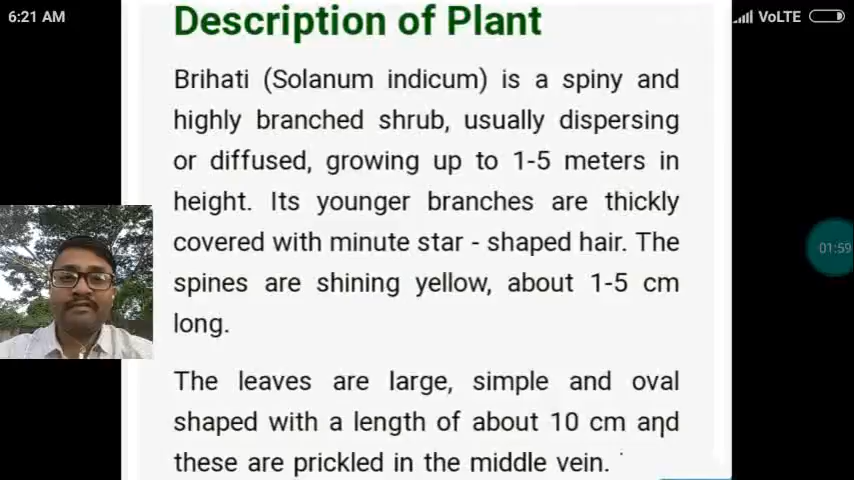 6:21 AM
VoLTE
Description of Plant
Brihati (Solanum indicum) is a spiny and
highly branched shrub, usually dispersing
or diffused, growing up to 1-5 meters in
height. Its younger branches are thickly
covered with minute star - shaped hair. The
spines are shining yellow, about 1-5 cm
long.
01:59
The leaves are large, simple and oval
shaped with a length of about 10 cm and
these are prickled in the middle vein.